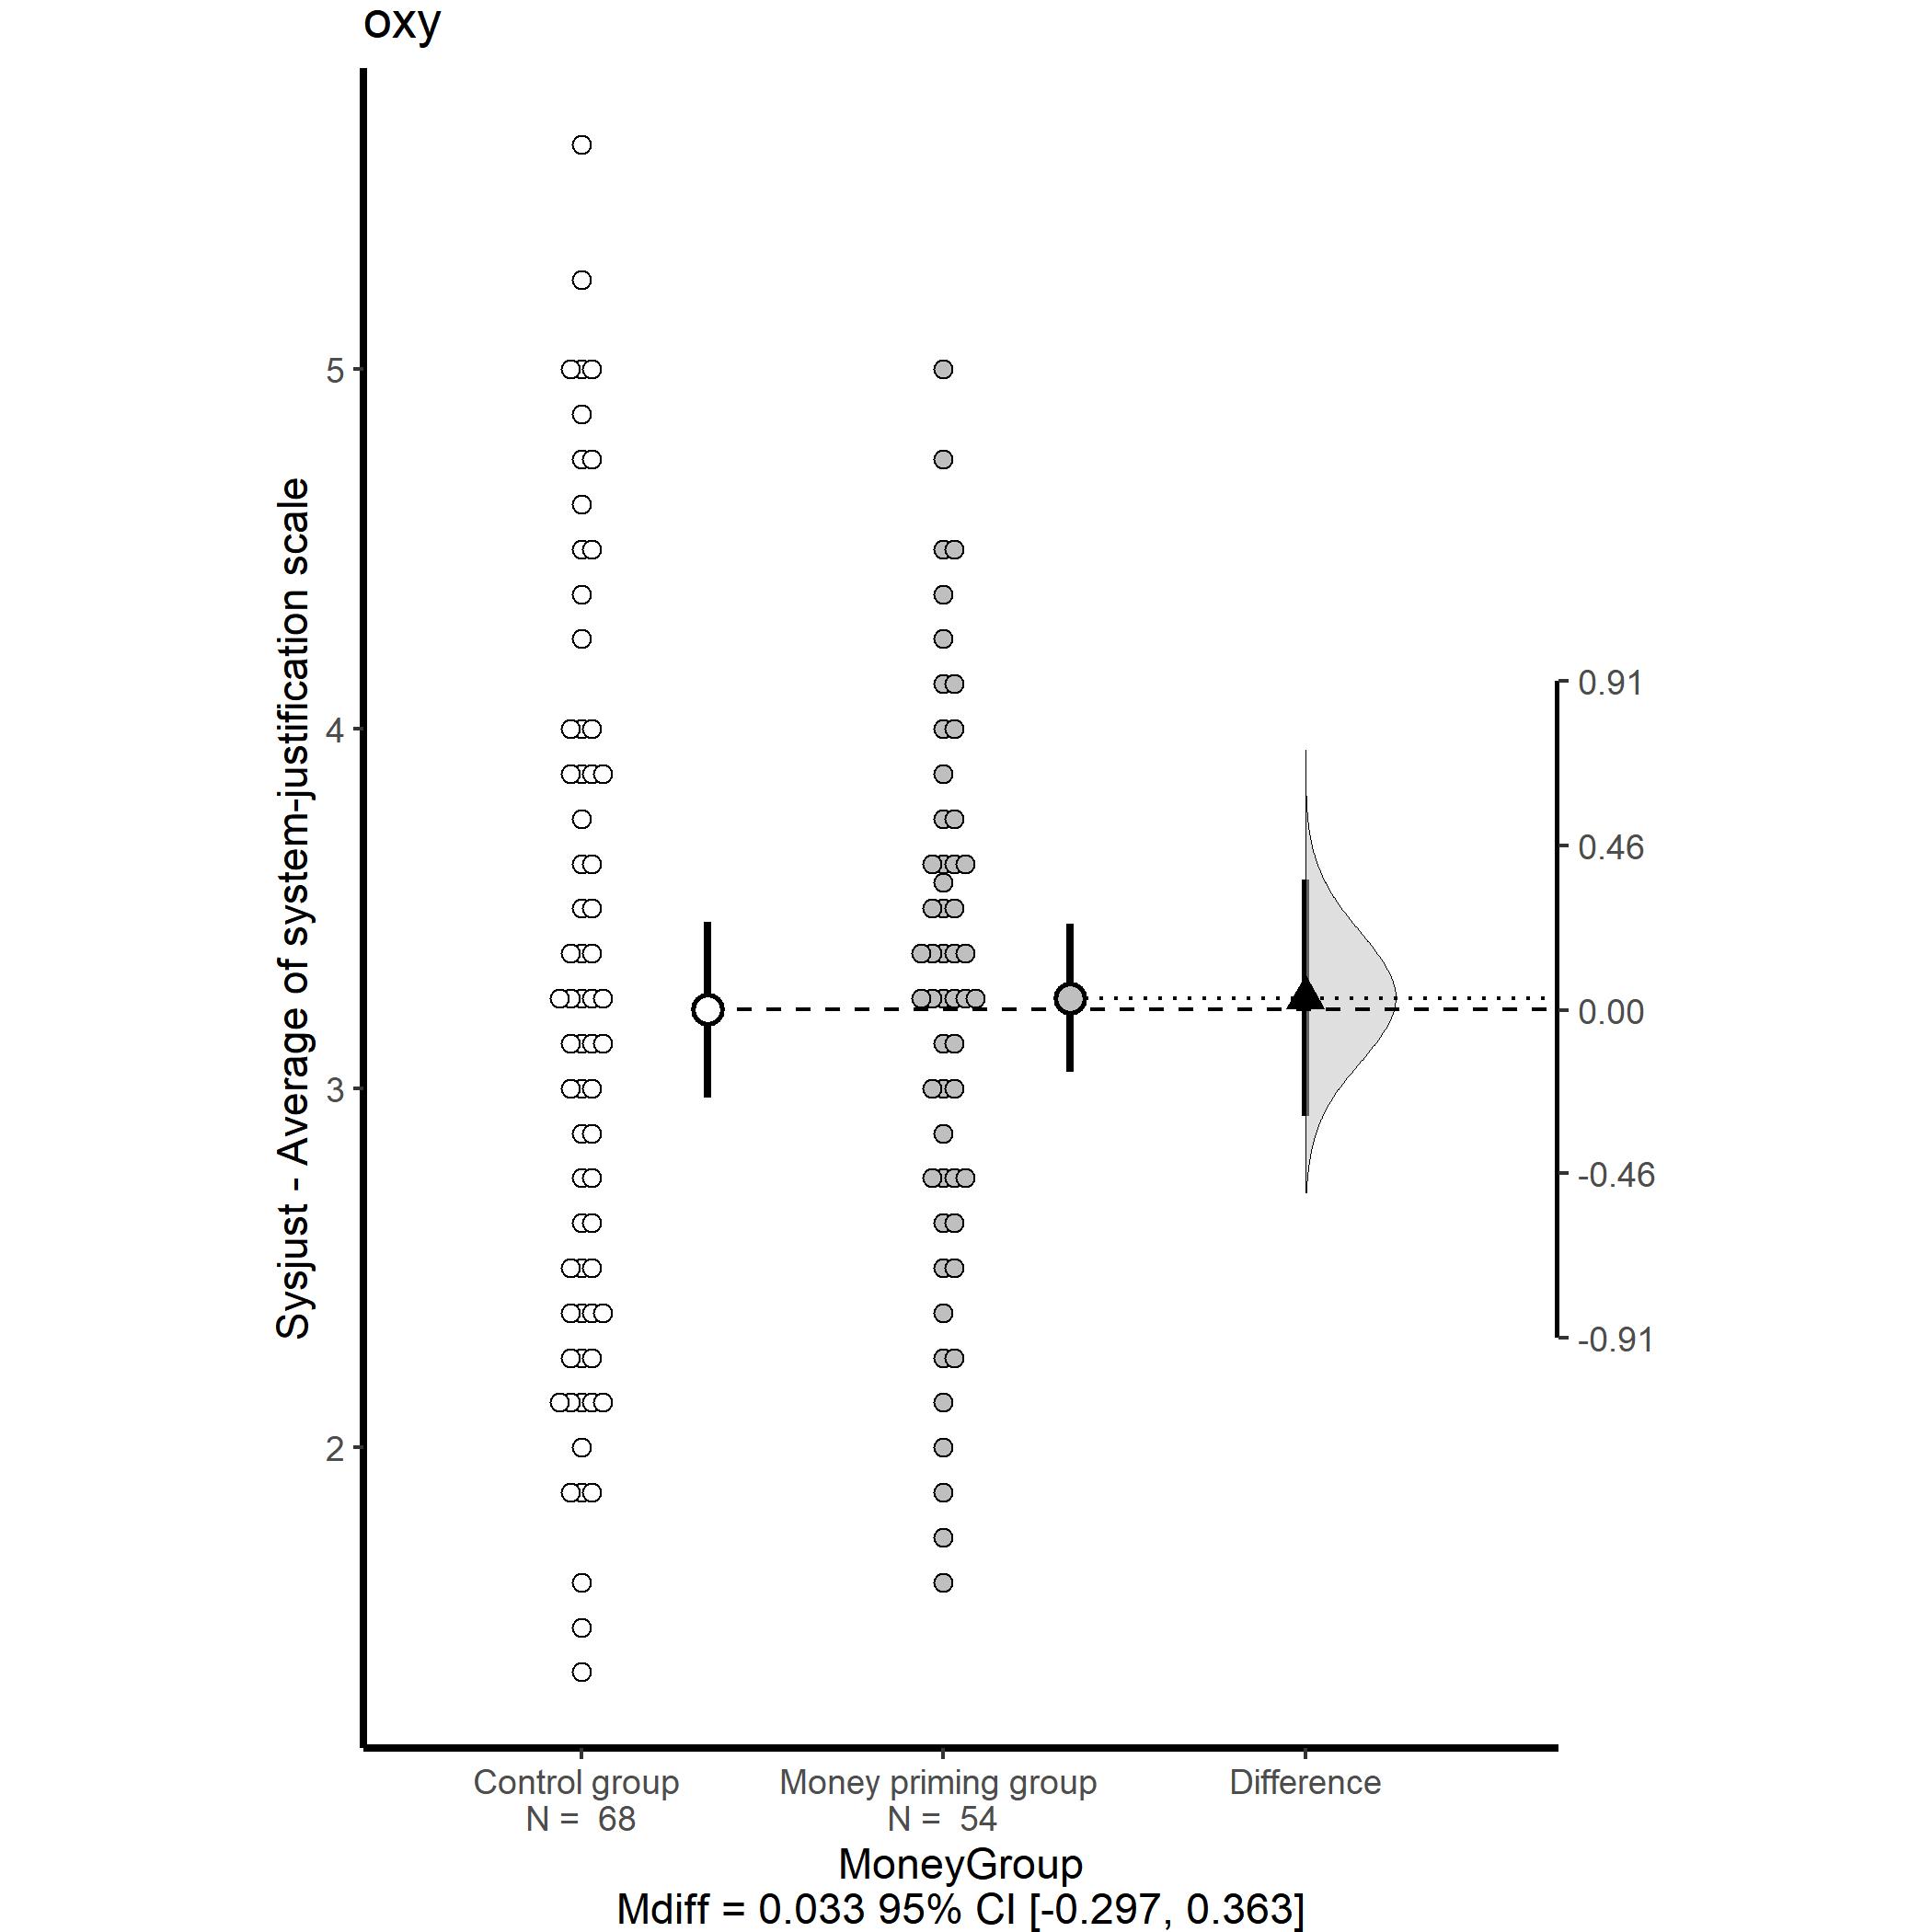 oxy
Sysjust - Average of system-justification scale
5
4
3
2
0.91
0.46
0.00
-0.46
-0.91
Control group
N =  68
Money priming group
N =  54
Difference
MoneyGroup
Mdiff = 0.033 95% CI [-0.297, 0.363]